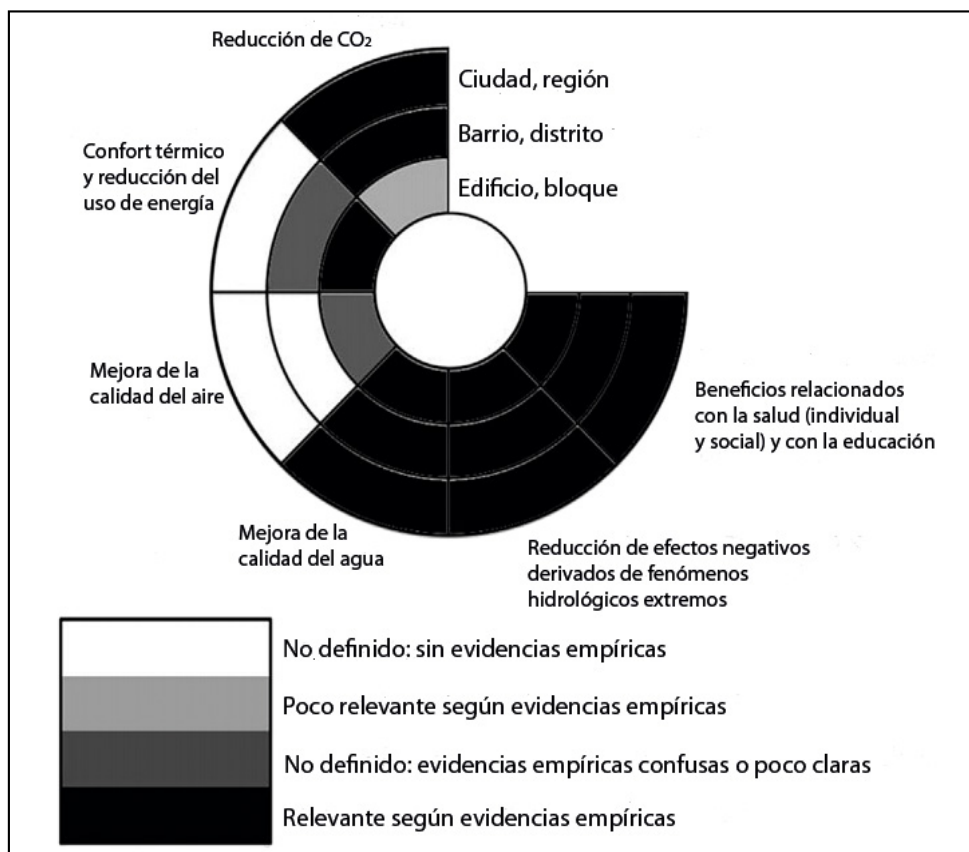 Reducción de CO₂
Ciudad, región
Barrio, distrito
Edificio, bloque
Confort térmico
y reducción del
uso de energía
Mejora de la
calidad del aire
Beneficios relacionados
con la salud (individual
y social) y con la educación
Mejora de la
calidad del agua
Reducción de efectos negativos
derivados de fenómenos
hidrológicos extremos
No definido: sin evidencias empíricas
Poco relevante según evidencias empíricas
No definido: evidencias empíricas confusas o poco claras
Relevante según evidencias empíricas